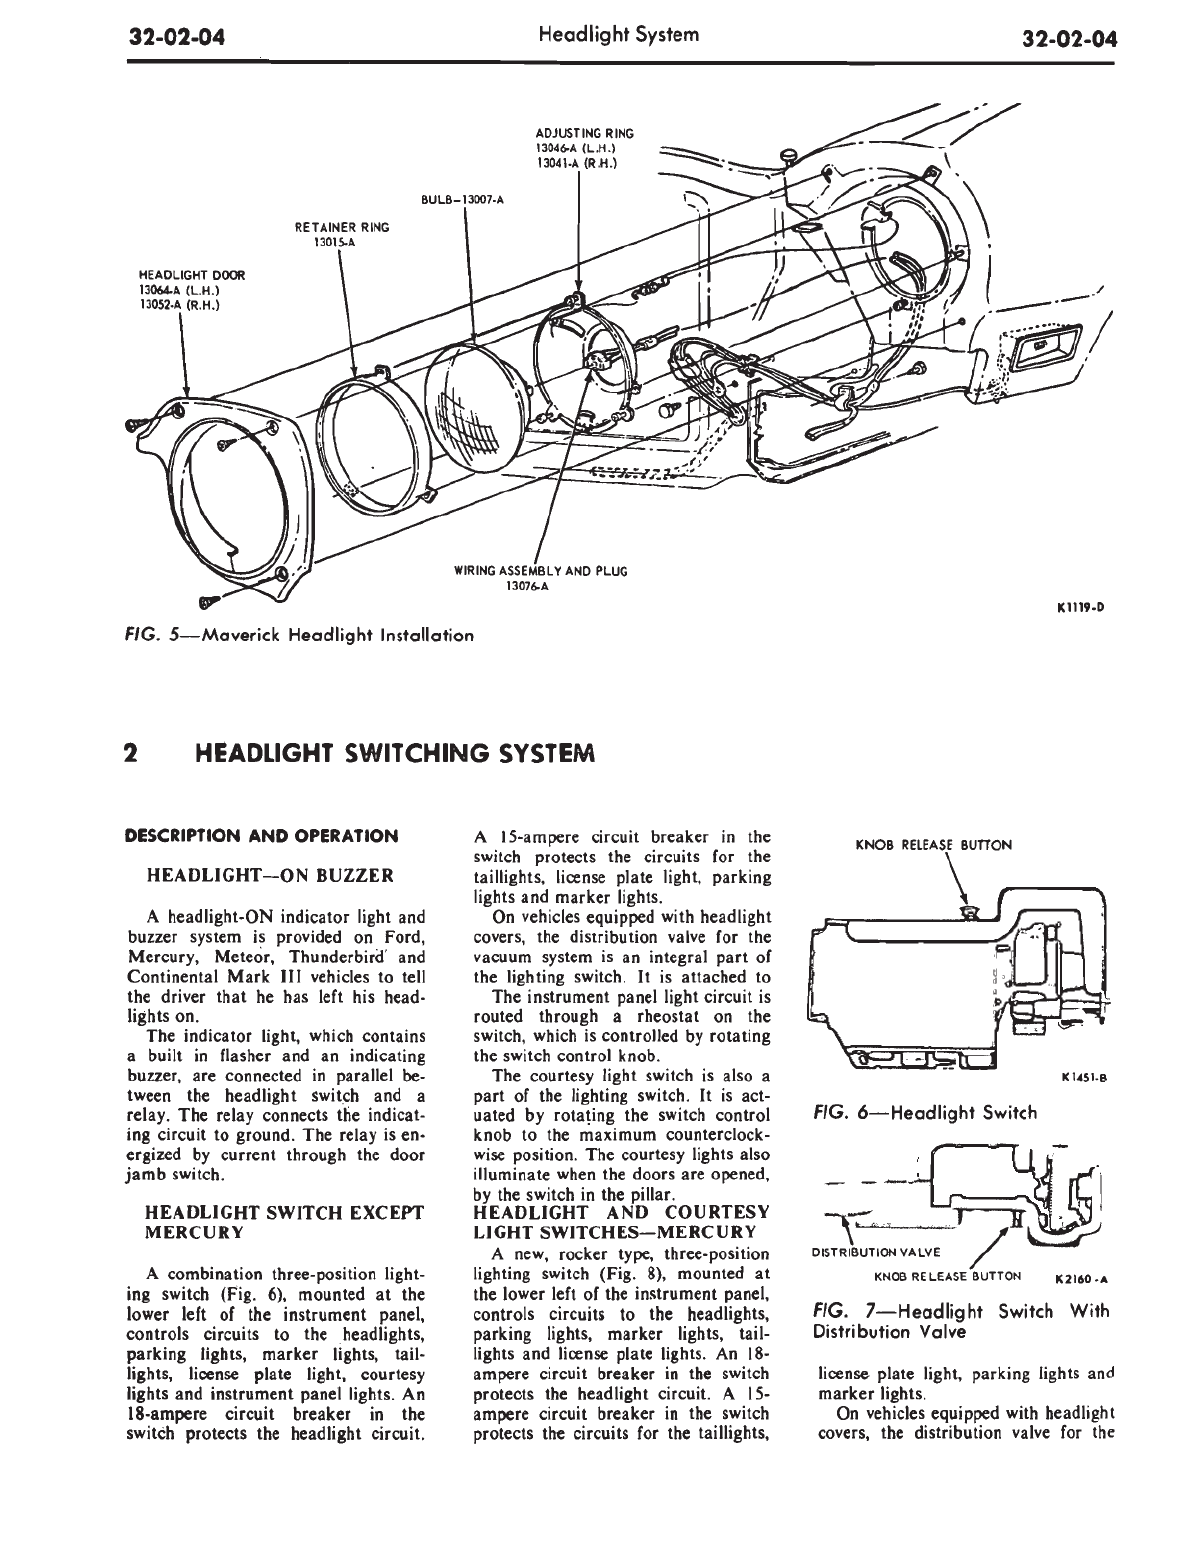 32-02-04
Headlight System
32-02-04
ADJUSTING RING
13046-A (L.H.)
13041-A (R.H.)
BULB-13007-A
RETAINER RING
13015-A
HEADLIGHT DOOR
13064-A (L.H.)
13052-A (R.H.)
WIRING ASSEMBLY AND PLUG
13076-A
K1119-D
FIG. 5—Maverick Headlight Installation
2 HEADLIGHT SWITCHING SYSTEM
DESCRIPTION AND OPERATION
HEADLIGHT—ON BUZZER
A headlight-ON indicator light and
buzzer system is provided on Ford,
Mercury, Meteor, Thunderbird and
Continental Mark III vehicles to tell
the driver that he has left his head-
lights on.
The indicator light, which contains
a built in flasher and an indicating
buzzer, are connected in parallel be-
tween the headlight switch and a
relay. The relay connects the indicat-
ing circuit to ground. The relay is en-
ergized by current through the door
jamb switch.
HEADLIGHT SWITCH EXCEPT
MERCURY
A combination three-position light-
ing switch (Fig. 6), mounted at the
lower left of the instrument panel,
controls circuits to the headlights,
parking lights, marker lights, tail-
lights, license plate light, courtesy
lights and instrument panel lights. An
18-ampere circuit breaker in the
switch protects the headlight circuit.
A 15-ampere circuit breaker in the
switch protects the circuits for the
taillights, license plate light, parking
lights and marker lights.
On vehicles equipped with headlight
covers, the distribution valve for the
vacuum system is an integral part of
the lighting switch. It is attached to
The instrument panel light circuit is
routed through a rheostat on the
switch, which is controlled by rotating
the switch control knob.
The courtesy light switch is also a
part of the lighting switch. It is act-
uated by rotating the switch control
knob to the maximum counterclock-
wise position. The courtesy lights also
illuminate when the doors are opened,
by the switch in the pillar.
HEADLIGHT AND COURTESY
LIGHT SWITCHES—MERCURY
A new, rocker type, three-position
lighting switch (Fig. 8), mounted at
the lower left of the instrument panel,
controls circuits to the headlights,
parking lights, marker lights, tail-
lights and license plate lights. An 18-
ampere circuit breaker in the switch
protects the headlight circuit. A 15-
ampere circuit breaker in the switch
protects the circuits for the taillights,
KNOB RELEASE BUTTON
K1451-B
FIG. 6—Headlight Switch
DISTRIBUTION VALVE
KNOB RELEASE BUTTON
K2160-A
FIG. 7—Headlight Switch With
Distribution Valve
license plate light, parking lights and
marker lights.
On vehicles equipped with headlight
covers, the distribution valve for the